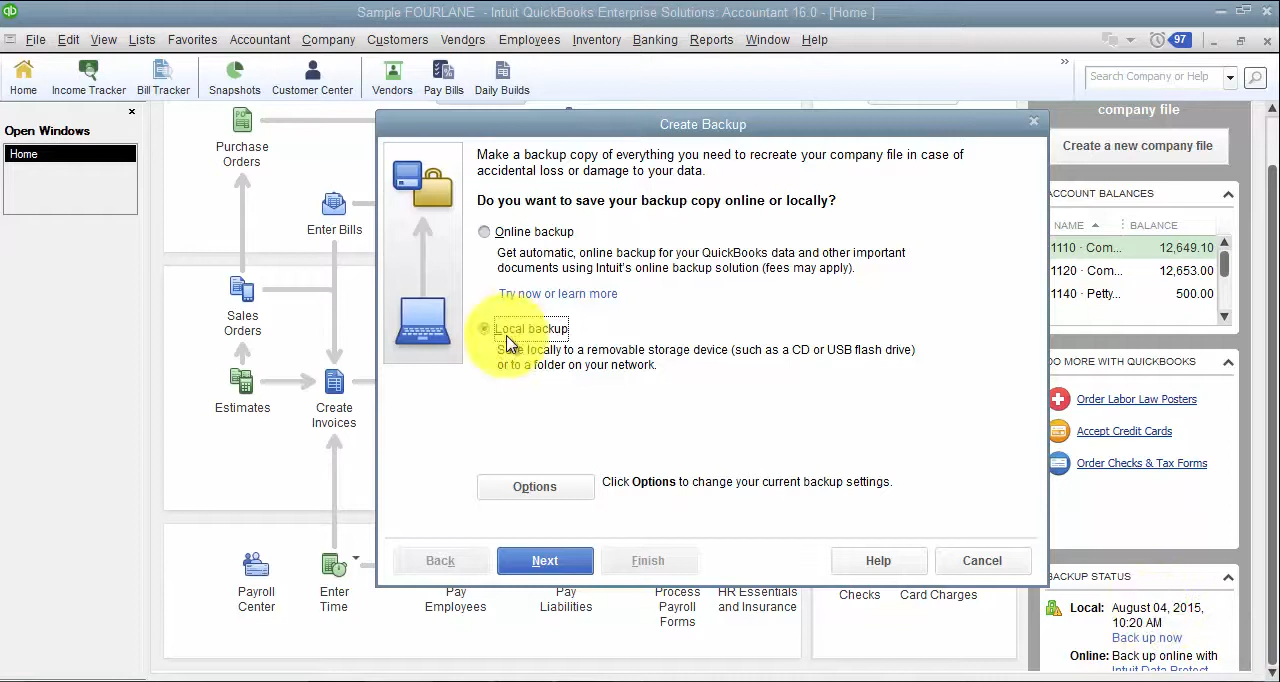 qb
Sample FOURLANE - Intuit QuickBooks Enterprise Solutions: Accountant 16.0 - [Home ]
File Edit View Lists Favorites Accountant Company Customers Vendors Employees Inventory Banking Reports Window Help
97
Home Income Tracker Bill Tracker Snapshots Customer Center Vendors Pay Bills Daily Builds
Search Company or Help
Open Windows
Home
Purchase
Orders
Enter Bills
Sales
Orders
Estimates
Create
Invoices
Payroll
Center
Enter
Time
Pay
Employees
Pay
Liabilities
Process
Payroll
Forms
HR Essentials
and Insurance
Checks
Card Charges
Create Backup
Make a backup copy of everything you need to recreate your company file in case of
accidental loss or damage to your data.
Do you want to save your backup copy online or locally?
Online backup
Get automatic, online backup for your QuickBooks data and other important
documents using Intuit's online backup solution (fees may apply).
Try now or learn more
Local backup
Save locally to a removable storage device (such as a CD or USB flash drive)
or to a folder on your network.
Options
Click Options to change your current backup settings.
Back Next Finish Help Cancel
company file
Create a new company file
ACCOUNT BALANCES
NAME BALANCE
1110 · Com... 12,649.10
1120 · Com... 12,653.00
1140 · Petty... 500.00
DO MORE WITH QUICKBOOKS
Order Labor Law Posters
Accept Credit Cards
Order Checks & Tax Forms
BACKUP STATUS
Local: August 04, 2015,
10:20 AM
Back up now
Online: Back up online with
Intuit Data Protect